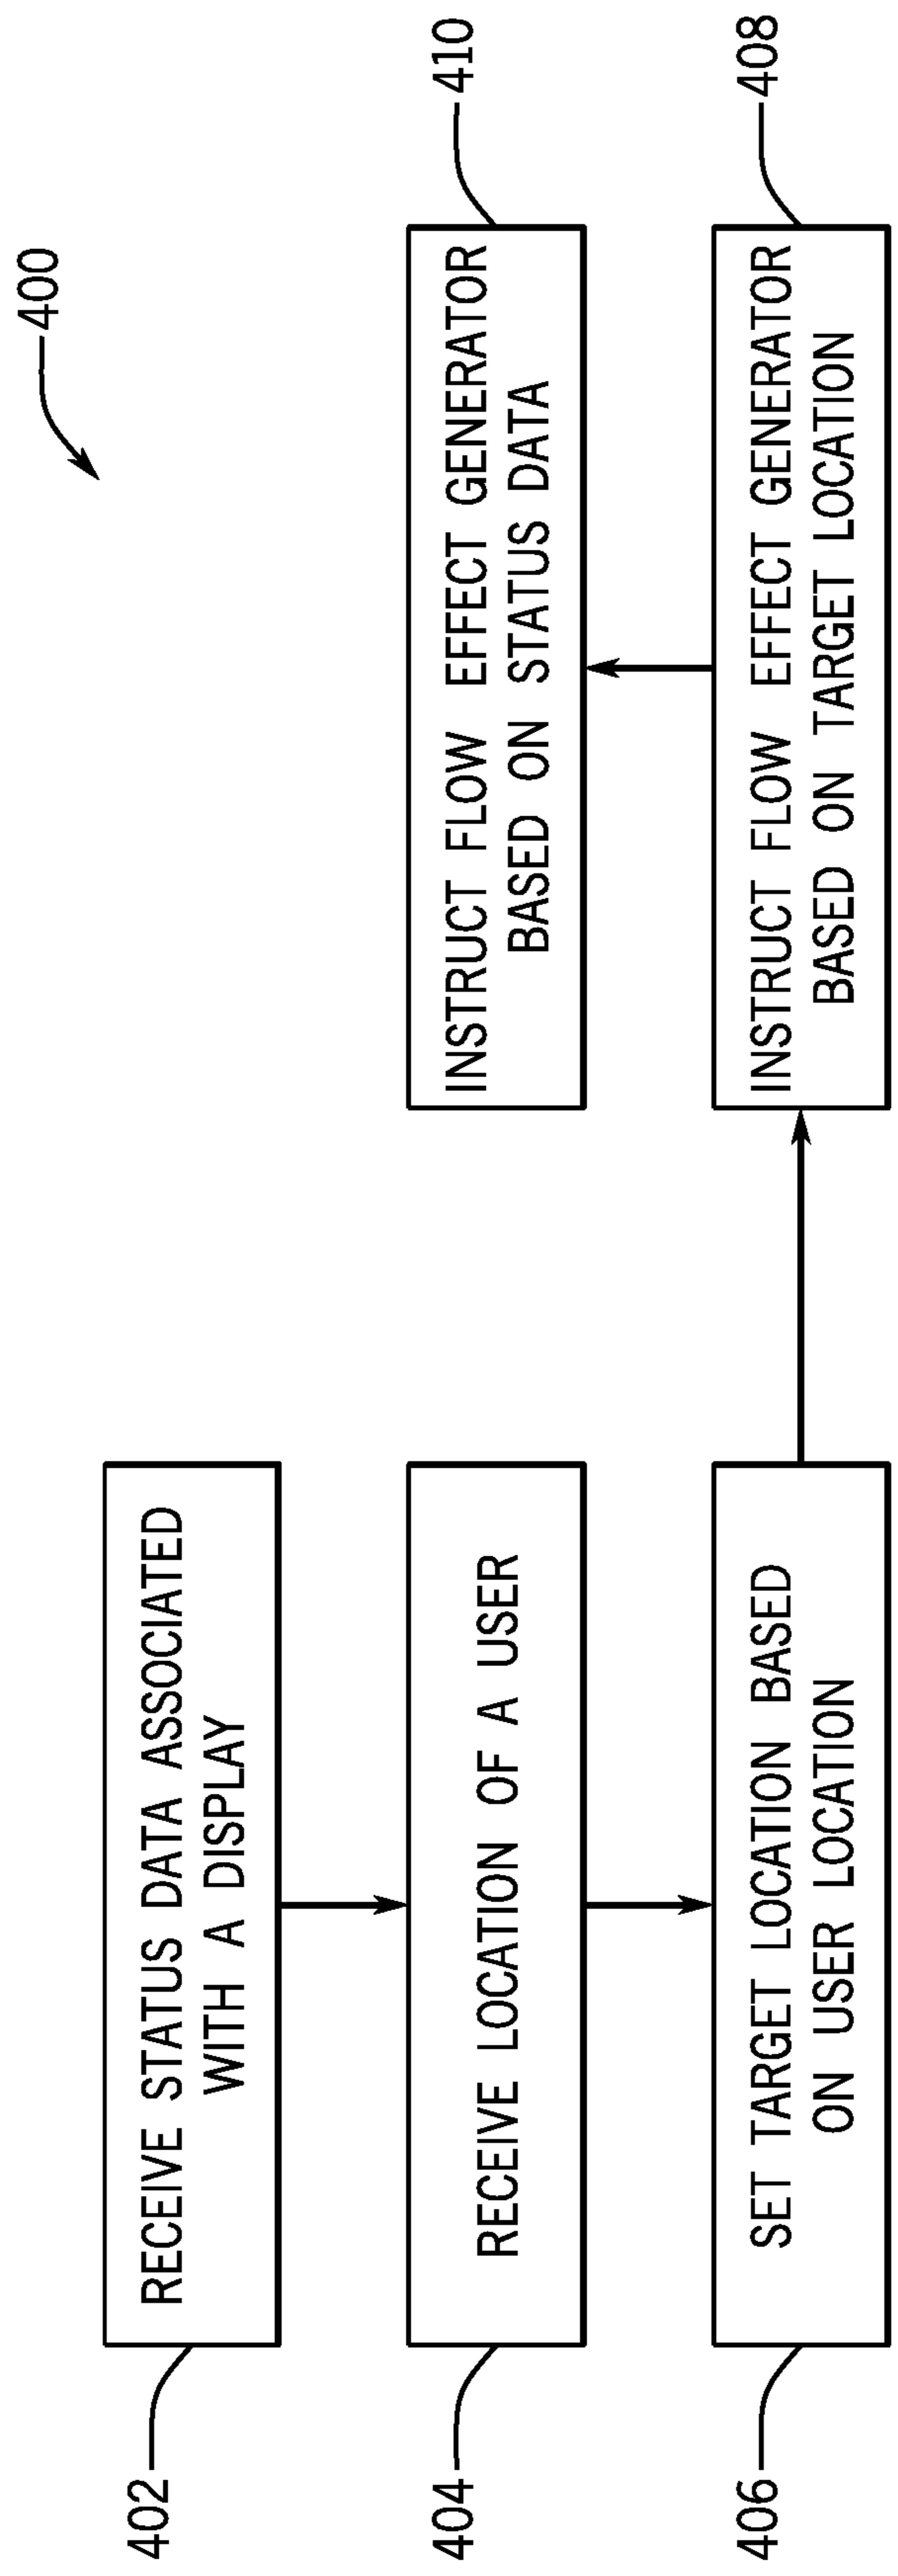 400
402
RECEIVE STATUS DATA ASSOCIATED
WITH A DISPLAY
404
RECEIVE LOCATION OF A USER
406
SET TARGET LOCATION BASED
ON USER LOCATION
408
INSTRUCT FLOW EFFECT GENERATOR
BASED ON TARGET LOCATION
410
INSTRUCT FLOW EFFECT GENERATOR
BASED ON STATUS DATA